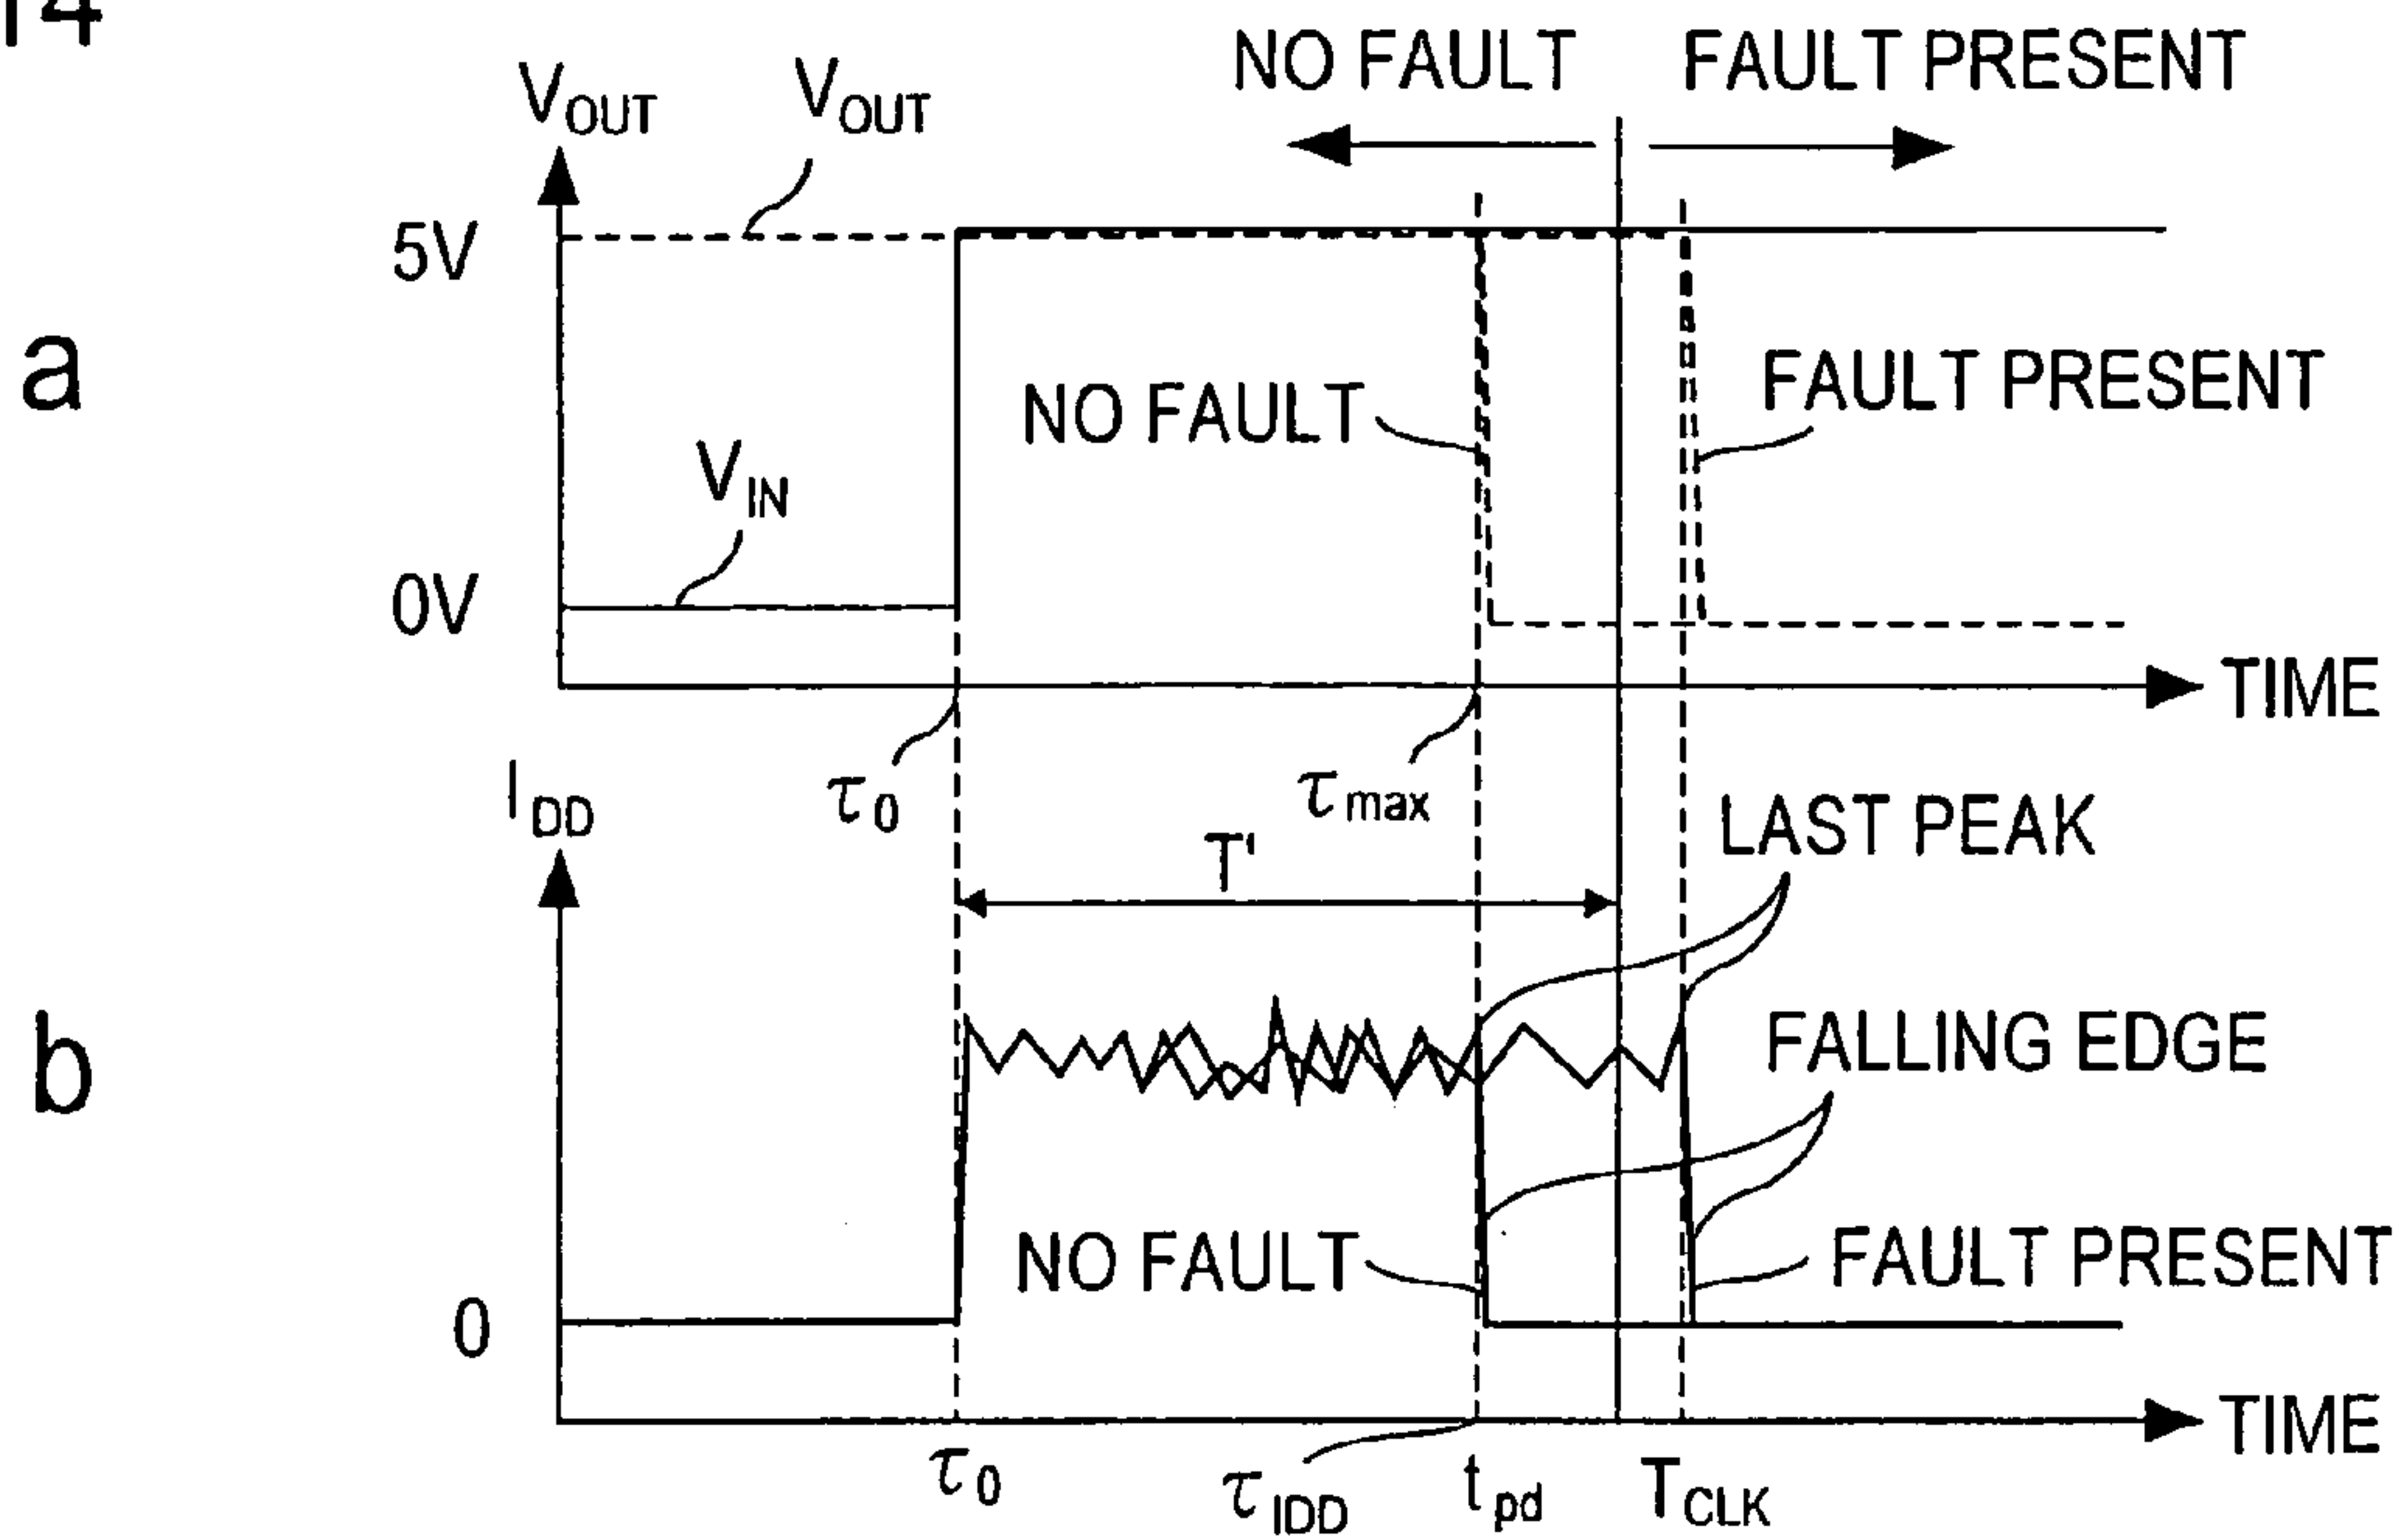 14
NO FAULT FAULT PRESENT
VOUT VOUT
5V
a
NO FAULT FAULT PRESENT
VIN
0V
TIME
τ0 τmax
IDD
T' LAST PEAK
b
FALLING EDGE
NO FAULT FAULT PRESENT
0
TIME
τ0 τIDD tpd TCLK